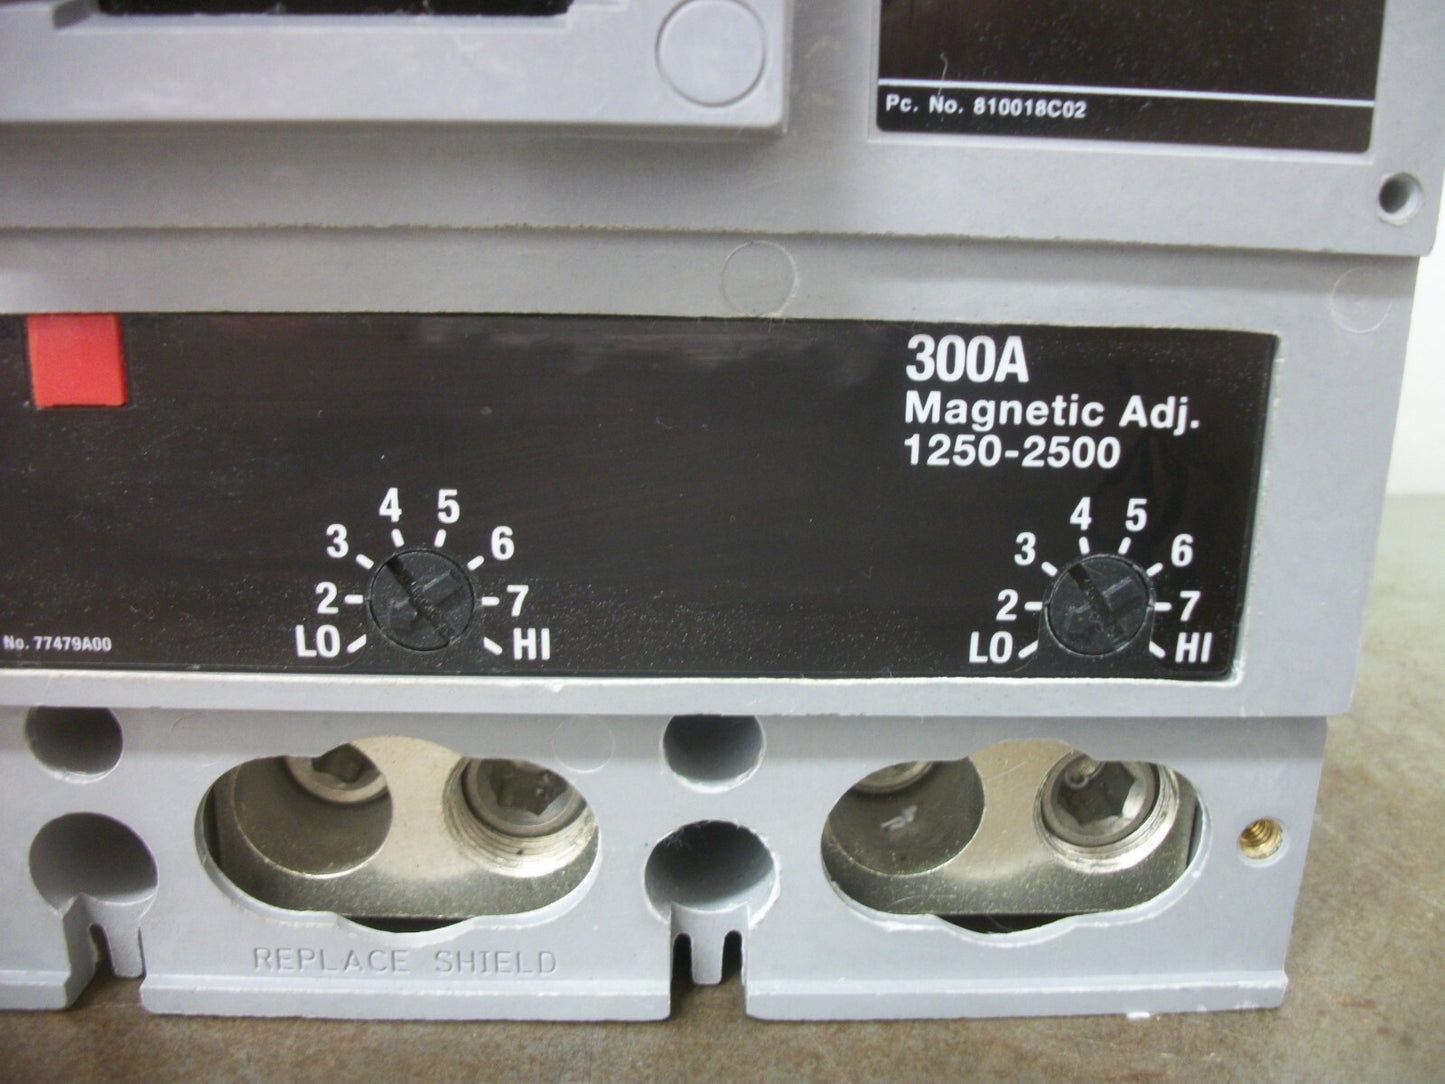 Pc. No. 810018C02
300A
Magnetic Adj.
1250-2500
4 5
3 6
2 7
LO HI
4 5
3 6
2 7
LO HI
No. 77479A00
REPLACE SHIELD